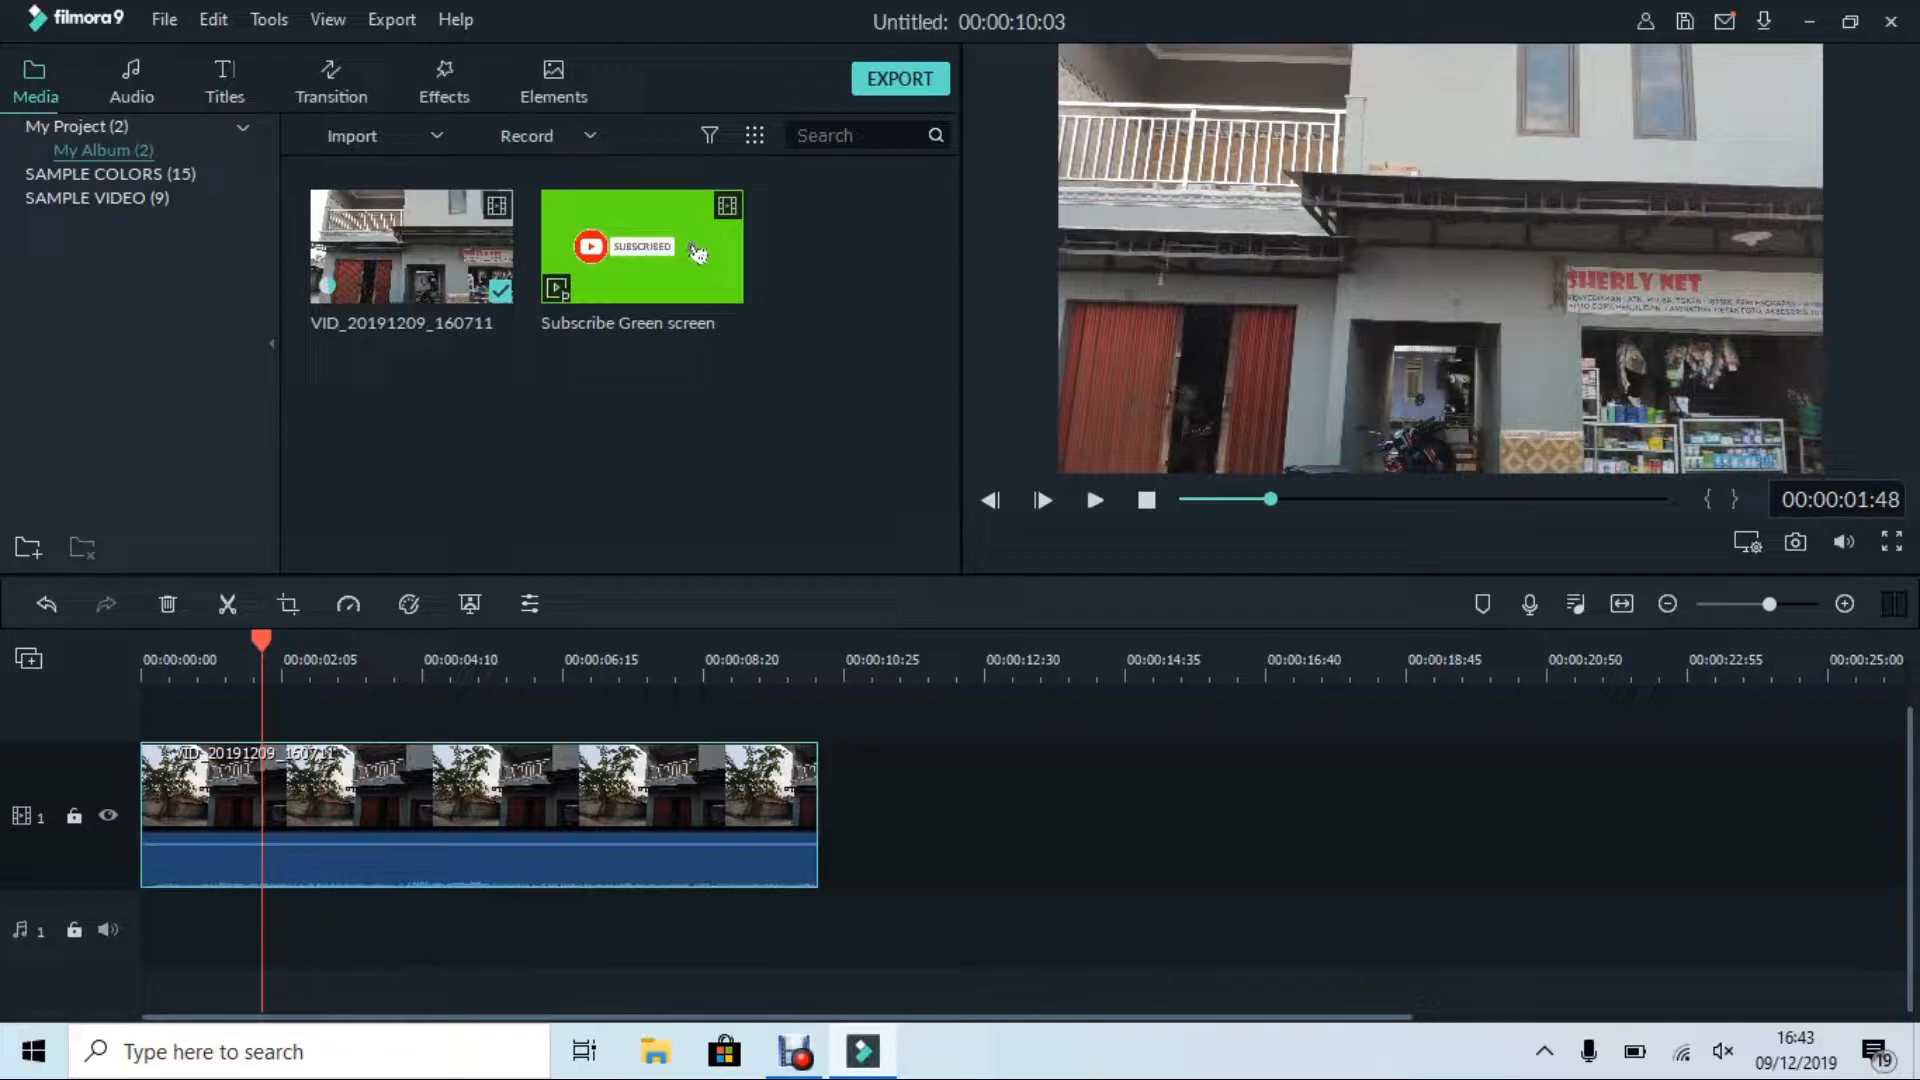 filmora9 File Edit Tools View Export Help Untitled: 00:00:10:03
Media Audio Titles Transition Effects Elements EXPORT
My Project (2) Import Record Search
My Album (2)
SAMPLE COLORS (15)
SAMPLE VIDEO (9)
SUBSCRIBED
VID_20191209_160711 Subscribe Green screen
SHERLY NET
00:00:01:48
00:00:00:00 00:00:02:05 00:00:04:10 00:00:06:15 00:00:08:20 00:00:10:25 00:00:12:30 00:00:14:35 00:00:16:40 00:00:18:45 00:00:20:50 00:00:22:55 00:00:25:00
VID_20191209_160711
1
1
Type here to search
16:43
09/12/2019
19